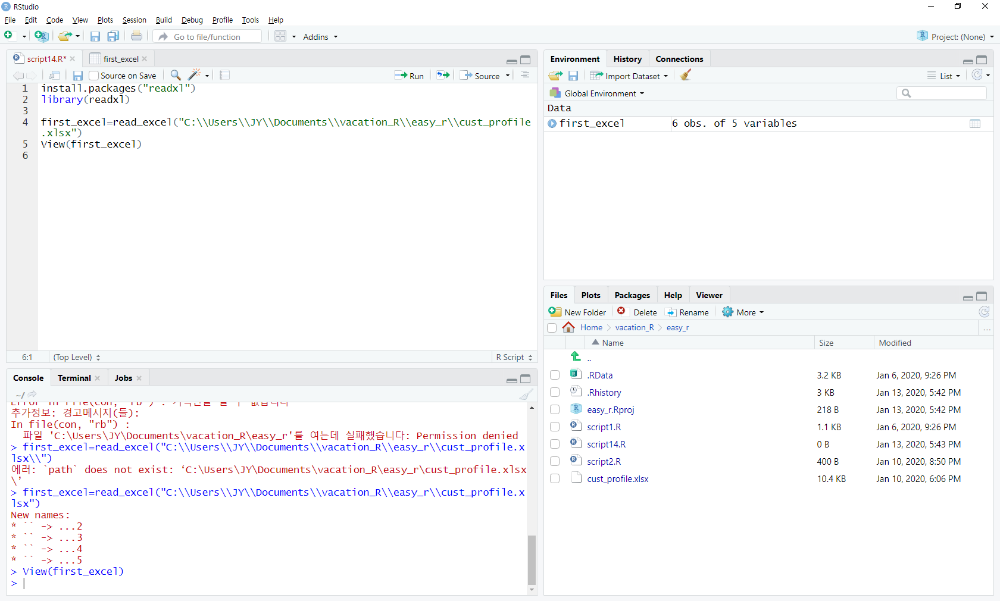 RStudio
File Edit Code View Plots Session Build Debug Profile Tools Help
Go to file/function Addins Project: (None)
script14.R* first_excel
Source on Save Run Source
1 install.packages("readxl")
2 library(readxl)
3
4 first_excel=read_excel("C:\\Users\\JY\\Documents\\vacation_R\\easy_r\\cust_profile
.xlsx")
5 View(first_excel)
6
6:1 (Top Level) R Script
Console Terminal Jobs
~/
추가정보: 경고메시지(들):
In file(con, "rb") :
파일 'C:\Users\JY\Documents\vacation_R\easy_r'를 여는데 실패했습니다: Permission denied
> first_excel=read_excel("C:\\Users\\JY\\Documents\\vacation_R\\easy_r\\cust_profile.x
lsx\\")
에러: `path` does not exist: ‘C:\Users\JY\Documents\vacation_R\easy_r\cust_profile.xlsx
\’
> first_excel=read_excel("C:\\Users\\JY\\Documents\\vacation_R\\easy_r\\cust_profile.x
lsx")
New names:
* `` -> ...2
* `` -> ...3
* `` -> ...4
* `` -> ...5
> View(first_excel)
>
Environment History Connections
Import Dataset List
Global Environment
Data
first_excel 6 obs. of 5 variables
Files Plots Packages Help Viewer
New Folder Delete Rename More
Home vacation_R easy_r ...
Name Size Modified
..
.RData 3.2 KB Jan 6, 2020, 9:26 PM
.Rhistory 3 KB Jan 13, 2020, 5:42 PM
easy_r.Rproj 218 B Jan 13, 2020, 5:42 PM
script1.R 1.1 KB Jan 6, 2020, 9:26 PM
script14.R 0 B Jan 13, 2020, 5:43 PM
script2.R 400 B Jan 10, 2020, 8:50 PM
cust_profile.xlsx 10.4 KB Jan 10, 2020, 6:06 PM